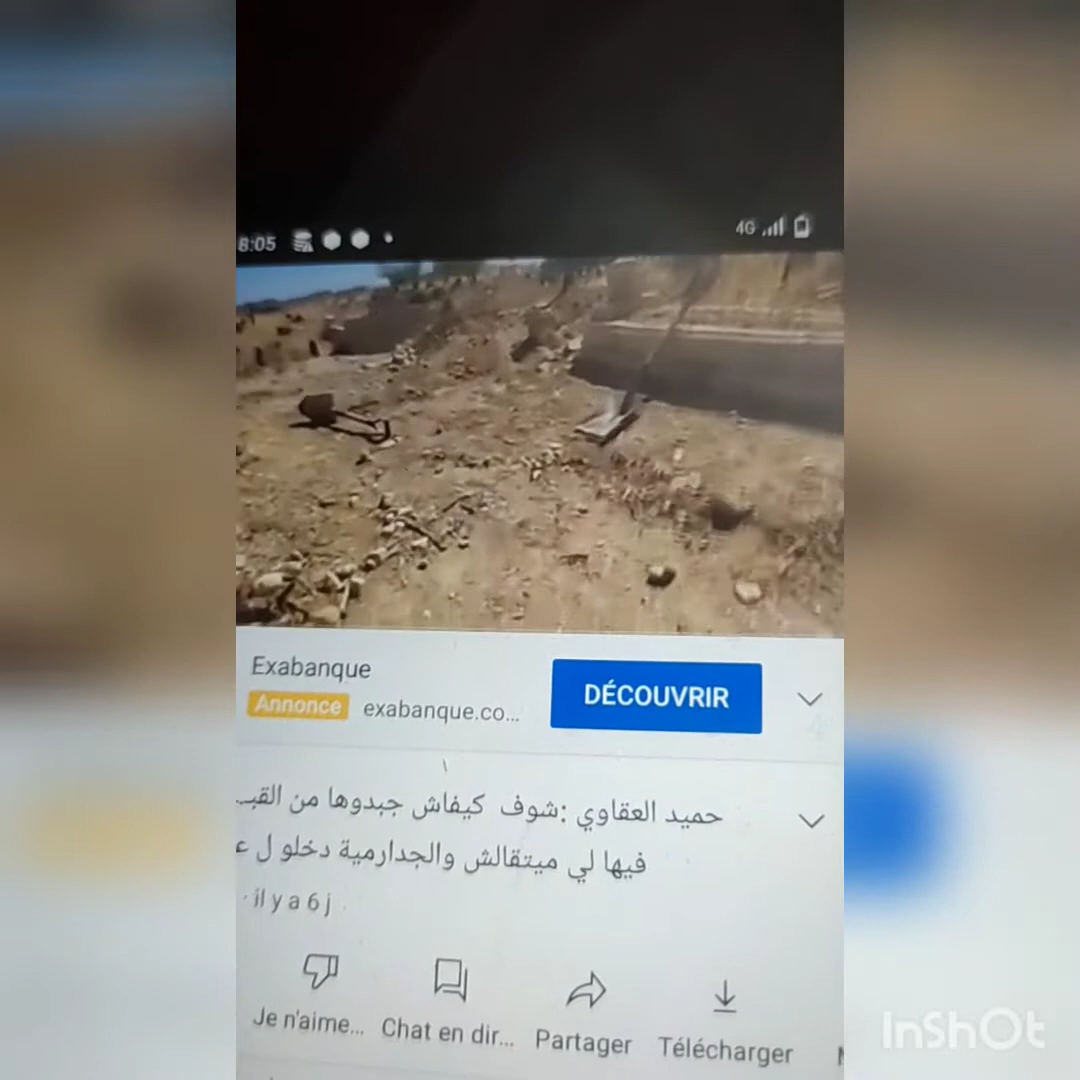 8:05
4G
Exabanque
Annonce exabanque.co...
DÉCOUVRIR
حميد العقاوي :شوف كيفاش جبدوها من القبـ
فيها لي ميتقالش والجدارمية دخلو ل ع
· il y a 6 j
Je n'aime...
Chat en dir...
Partager
Télécharger
InShOt